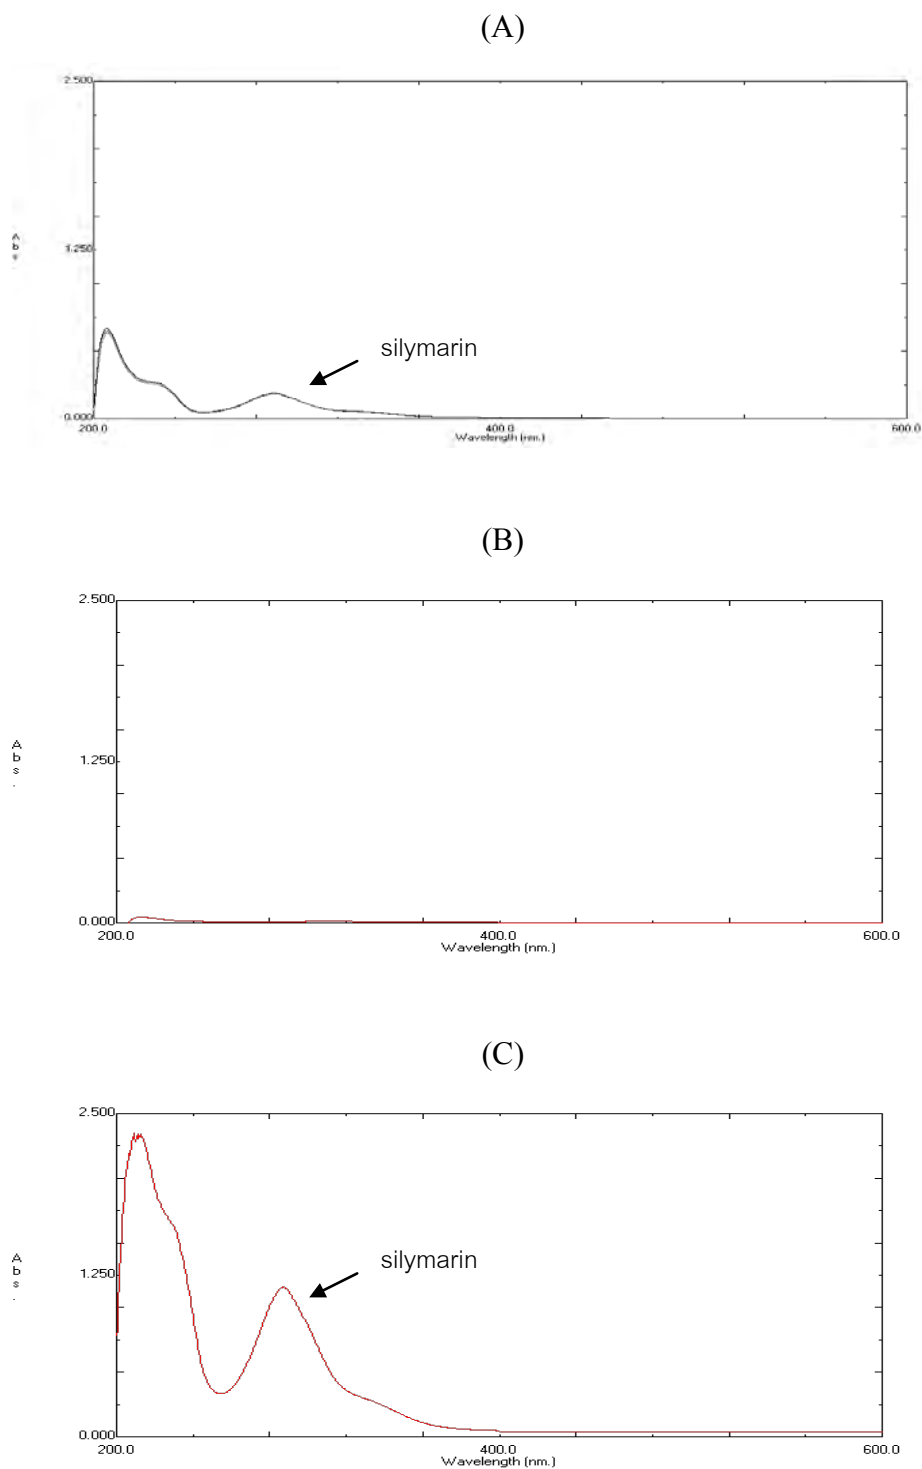 (A)
2.500
A
b
s
.
1.250
silymarin
0.000
200.0
400.0
600.0
Wavelength (nm.)
(B)
2.500
A
b
s
.
1.250
0.000
200.0
400.0
600.0
Wavelength (nm.)
(C)
2.500
A
b
s
.
1.250
silymarin
0.000
200.0
400.0
600.0
Wavelength (nm.)